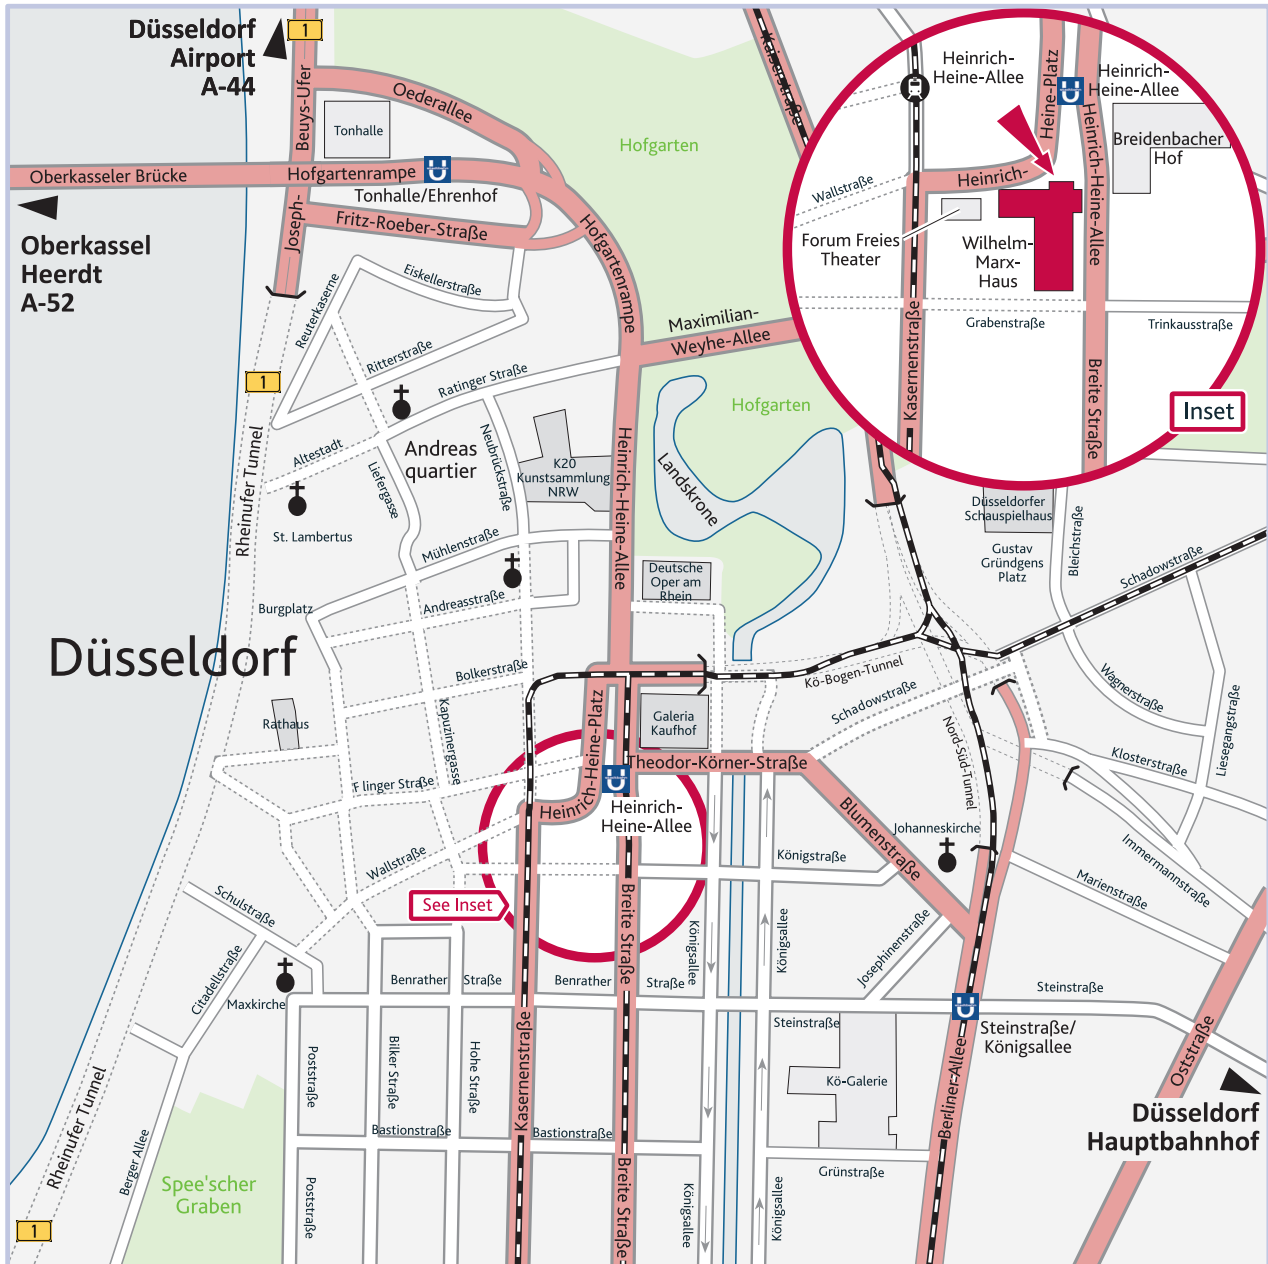 Düsseldorf
Airport
A-44
1
Beuys-Ufer
Joseph-
Oederallee
Tonhalle
Oberkasseler Brücke
Hofgartenrampe
Tonhalle/Ehrenhof
Fritz-Roeber-Straße
Hofgartenrampe
Oberkassel
Heerdt
A-52
Hofgarten
Kaiserstraße
Maximilian-
Weyhe-Allee
Hofgarten
Landskrone
Reuterkaserne
Eiskellerstraße
Ritterstraße
Ratinger Straße
1
Rheinufer Tunnel
Altestadt
Liefergasse
Andreas
quartier
Neubrückstraße
K20
Kunstsammlung
NRW
Heinrich-Heine-Allee
St. Lambertus
Mühlenstraße
Burgplatz
Andreasstraße
Deutsche
Oper am
Rhein
Düsseldorf
Bolkerstraße
Rathaus
Kapuzinergasse
Heinrich-Heine-Platz
Galeria
Kaufhof
Kö-Bogen-Tunnel
Schadowstraße
Nord-Süd-Tunnel
Flinger Straße
Theodor-Körner-Straße
Heinrich-
Heinrich-
Heine-Allee
Wallstraße
See Inset
Breite Straße
Königstraße
Blumenstraße
Johanneskirche
Königsallee
Königsallee
Josephinenstraße
Schulstraße
Citadellstraße
Maxkirche
Benrather
Straße
Benrather
Straße
Steinstraße
Steinstraße
Steinstraße/
Königsallee
Kö-Galerie
Berliner-Allee
Grünstraße
Poststraße
Bilker Straße
Hohe Straße
Kasernenstraße
Bastionstraße
Bastionstraße
Poststraße
Breite Straße
Königsallee
Königsallee
Rheinufer Tunnel
Berger Allee
Spee'scher
Graben
1
Düsseldorfer
Schauspielhaus
Gustav
Gründgens
Platz
Bleichstraße
Schadowstraße
Wagnerstraße
Liesegangstraße
Klosterstraße
Immermannstraße
Marienstraße
Oststraße
Düsseldorf
Hauptbahnhof
Heinrich-
Heine-Allee
Heine-Platz
Heinrich-
Heine-Allee
Heinrich-Heine-Allee
Breidenbacher
Hof
Wallstraße
Heinrich-
Forum Freies
Theater
Wilhelm-
Marx-
Haus
Kasernenstraße
Grabenstraße
Trinkausstraße
Breite Straße
Inset